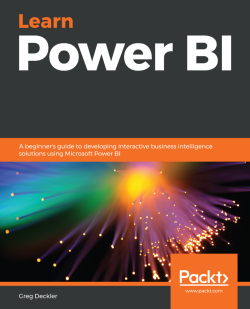 Learn
Power BI
A beginner's guide to developing interactive business intelligence
solutions using Microsoft Power BI
Packt>
www.packt.com
Greg Deckler